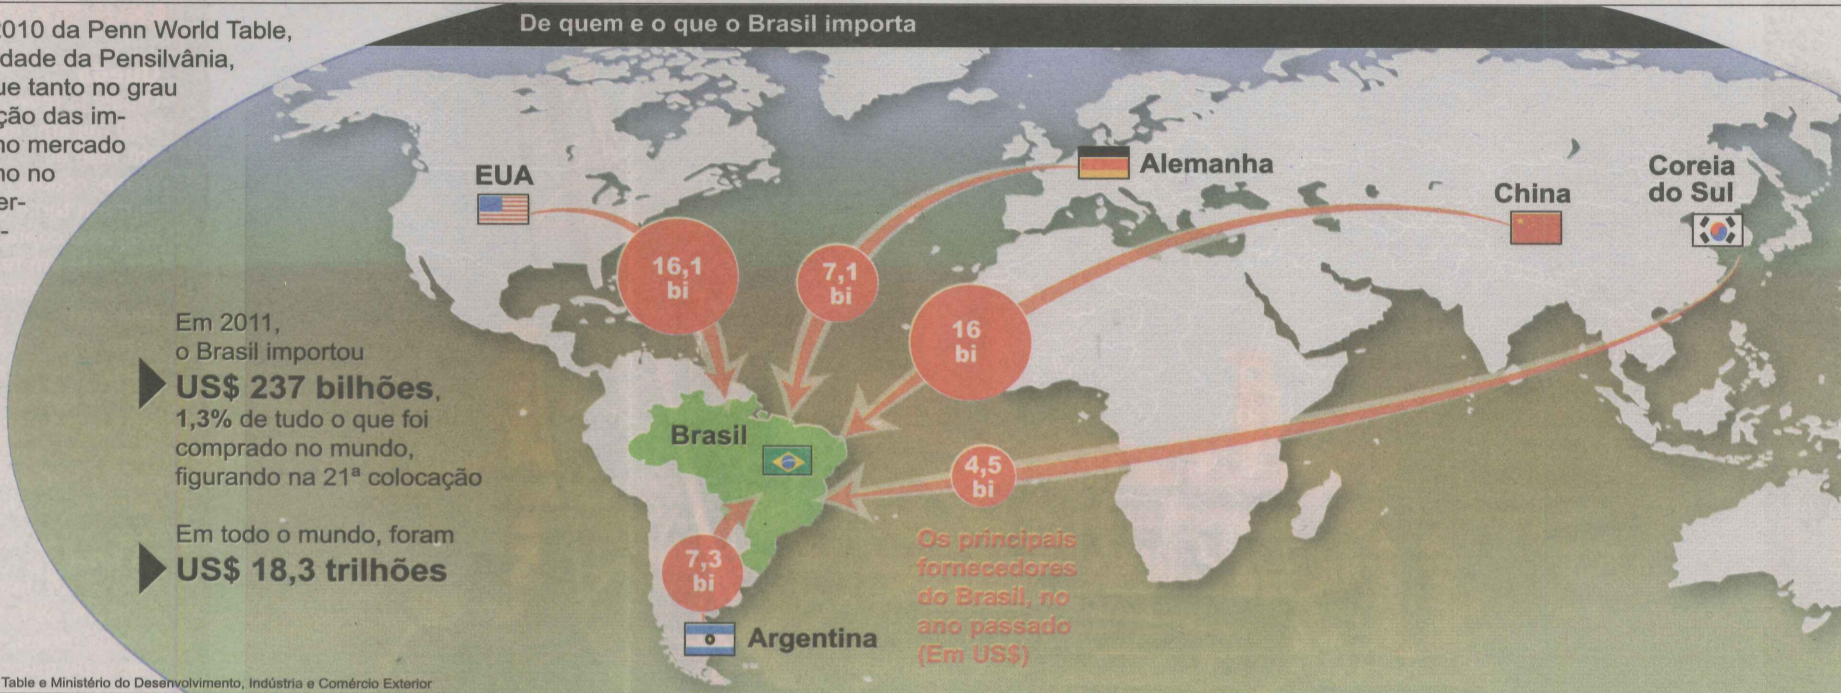 De quem e o que o Brasil importa
2010 da Penn World Table,
dade da Pensilvânia,
ue tanto no grau
ção das im-
no mercado
no no
er-
-
EUA
16,1
bi
7,1
bi
Alemanha
16
bi
China
Coreia
do Sul
4,5
bi
Brasil
7,3
bi
Argentina
Em 2011,
o Brasil importou
US$ 237 bilhões,
1,3% de tudo o que foi
comprado no mundo,
figurando na 21ª colocação
Em todo o mundo, foram
US$ 18,3 trilhões
Os principais
fornecedores
do Brasil, no
ano passado
(Em US$)
Table e Ministério do Desenvolvimento, Indústria e Comércio Exterior